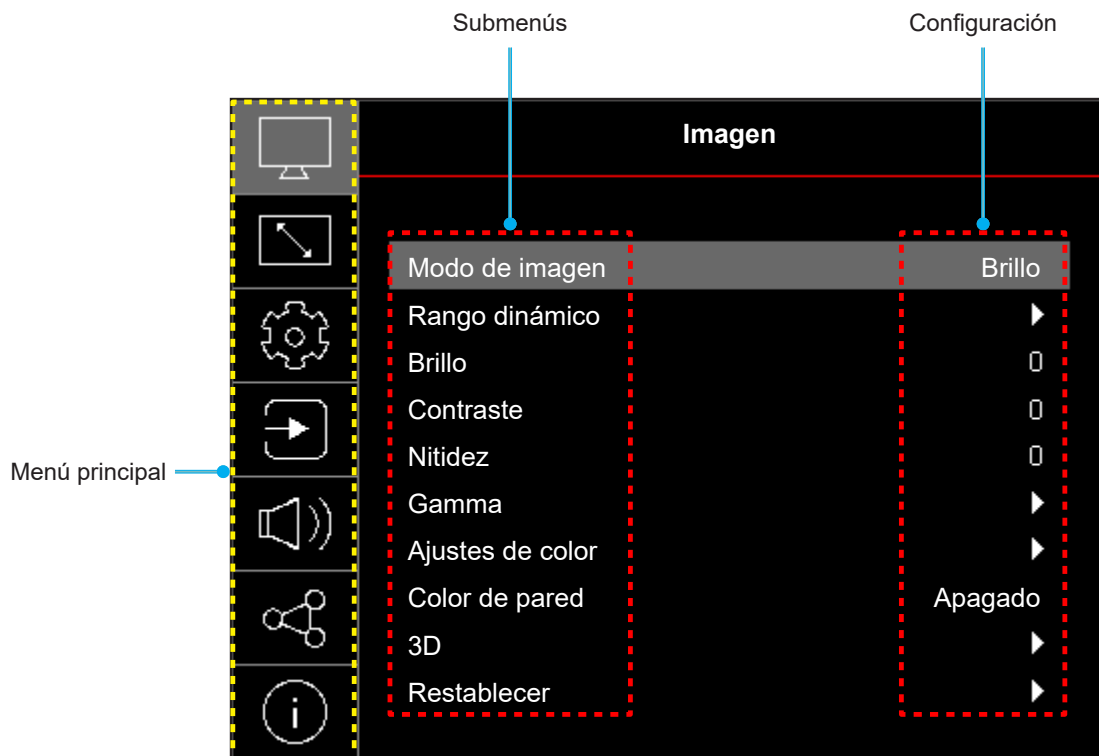 Submenús Configuración
Imagen
Modo de imagen Brillo
Rango dinámico
Brillo 0
Contraste 0
Nitidez 0
Menú principal
Gamma
Ajustes de color
Color de pared Apagado
3D
Restablecer
i